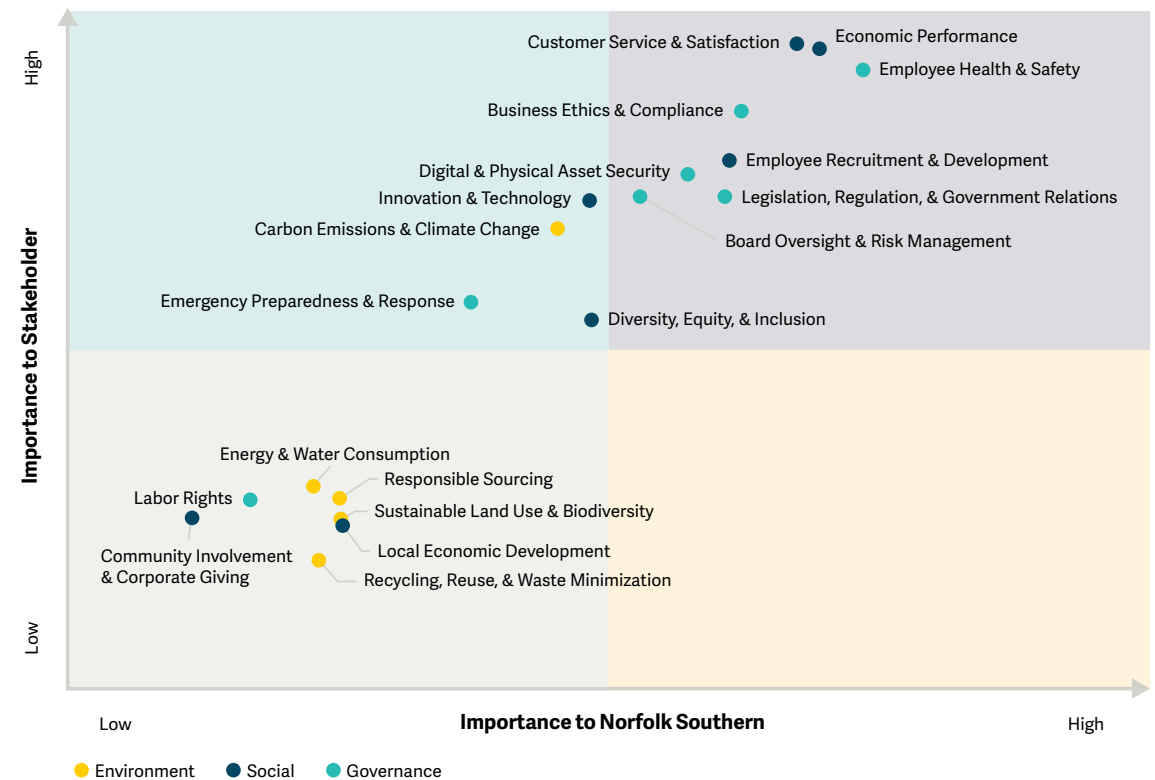 High
Importance to Stakeholder
Low
Customer Service & Satisfaction
Economic Performance
Employee Health & Safety
Business Ethics & Compliance
Employee Recruitment & Development
Digital & Physical Asset Security
Innovation & Technology
Legislation, Regulation, & Government Relations
Carbon Emissions & Climate Change
Board Oversight & Risk Management
Emergency Preparedness & Response
Diversity, Equity, & Inclusion
Energy & Water Consumption
Responsible Sourcing
Labor Rights
Sustainable Land Use & Biodiversity
Community Involvement
& Corporate Giving
Local Economic Development
Recycling, Reuse, & Waste Minimization
Low
Importance to Norfolk Southern
High
Environment
Social
Governance